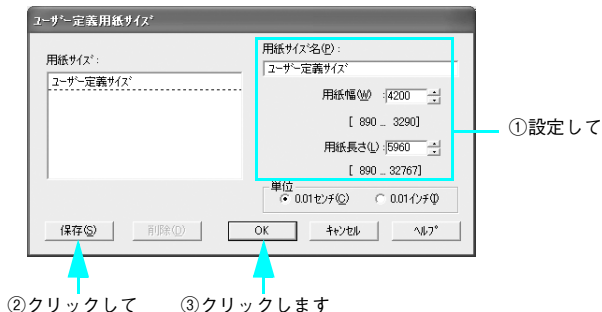 ユーザー定義用紙サイズ
用紙サイズ:
ユーザー定義サイズ
用紙サイズ名(P):
ユーザー定義サイズ
用紙幅(W) :4200
[ 890 .. 3290]
用紙長さ(L):5960
[ 890 .. 32767]
単位
0.01センチ(C) 0.01インチ(I)
保存(S) 削除(D) OK キャンセル ヘルプ
①設定して
②クリックして ③クリックします